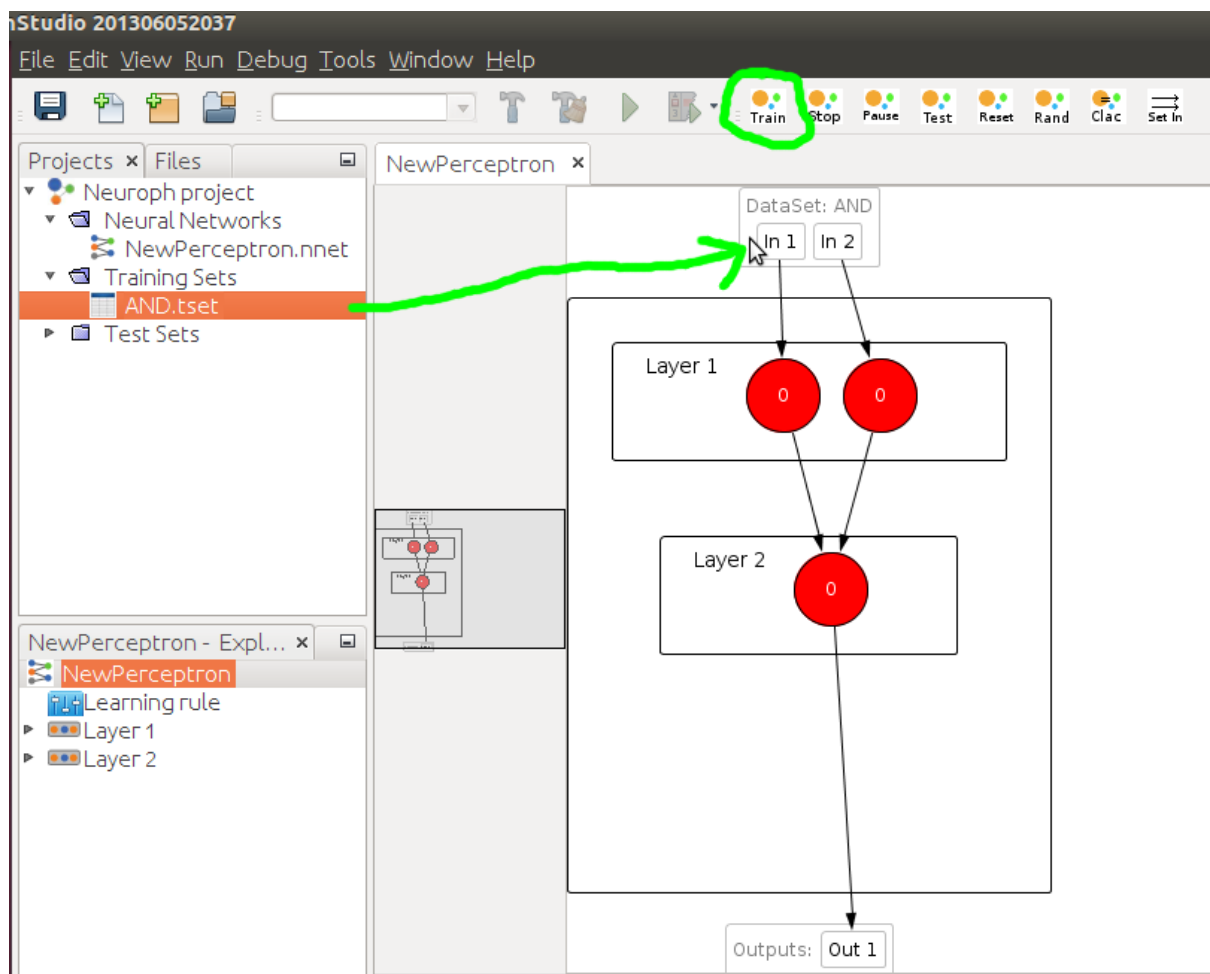 nStudio 201306052037
File Edit View Run Debug Tools Window Help
Train Stop Pause Test Reset Rand Clac Set In
Projects Files
Neuroph project
Neural Networks
NewPerceptron.nnet
Training Sets
AND.tset
Test Sets
NewPerceptron - Expl...
NewPerceptron
Learning rule
Layer 1
Layer 2
NewPerceptron
DataSet: AND
In 1 In 2
Layer 1
0 0
Layer 2
0
Outputs: Out 1